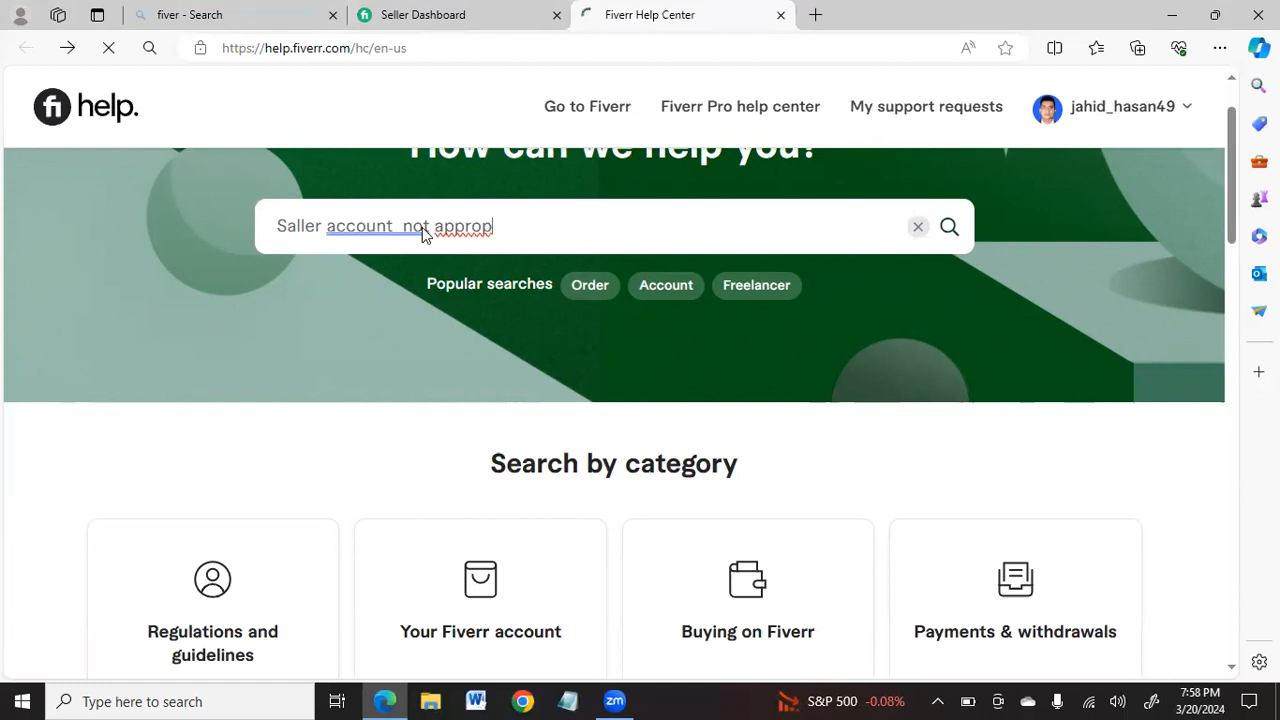 fiver - Search
Seller Dashboard
Fiverr Help Center
https://help.fiverr.com/hc/en-us
fi help.
Go to Fiverr
Fiverr Pro help center
My support requests
jahid_hasan49
How can we help you?
Saller account  not approp
Popular searches
Order
Account
Freelancer
Search by category
Regulations and
guidelines
Your Fiverr account
Buying on Fiverr
Payments & withdrawals
Type here to search
S&P 500 -0.08%
7:58 PM
3/20/2024